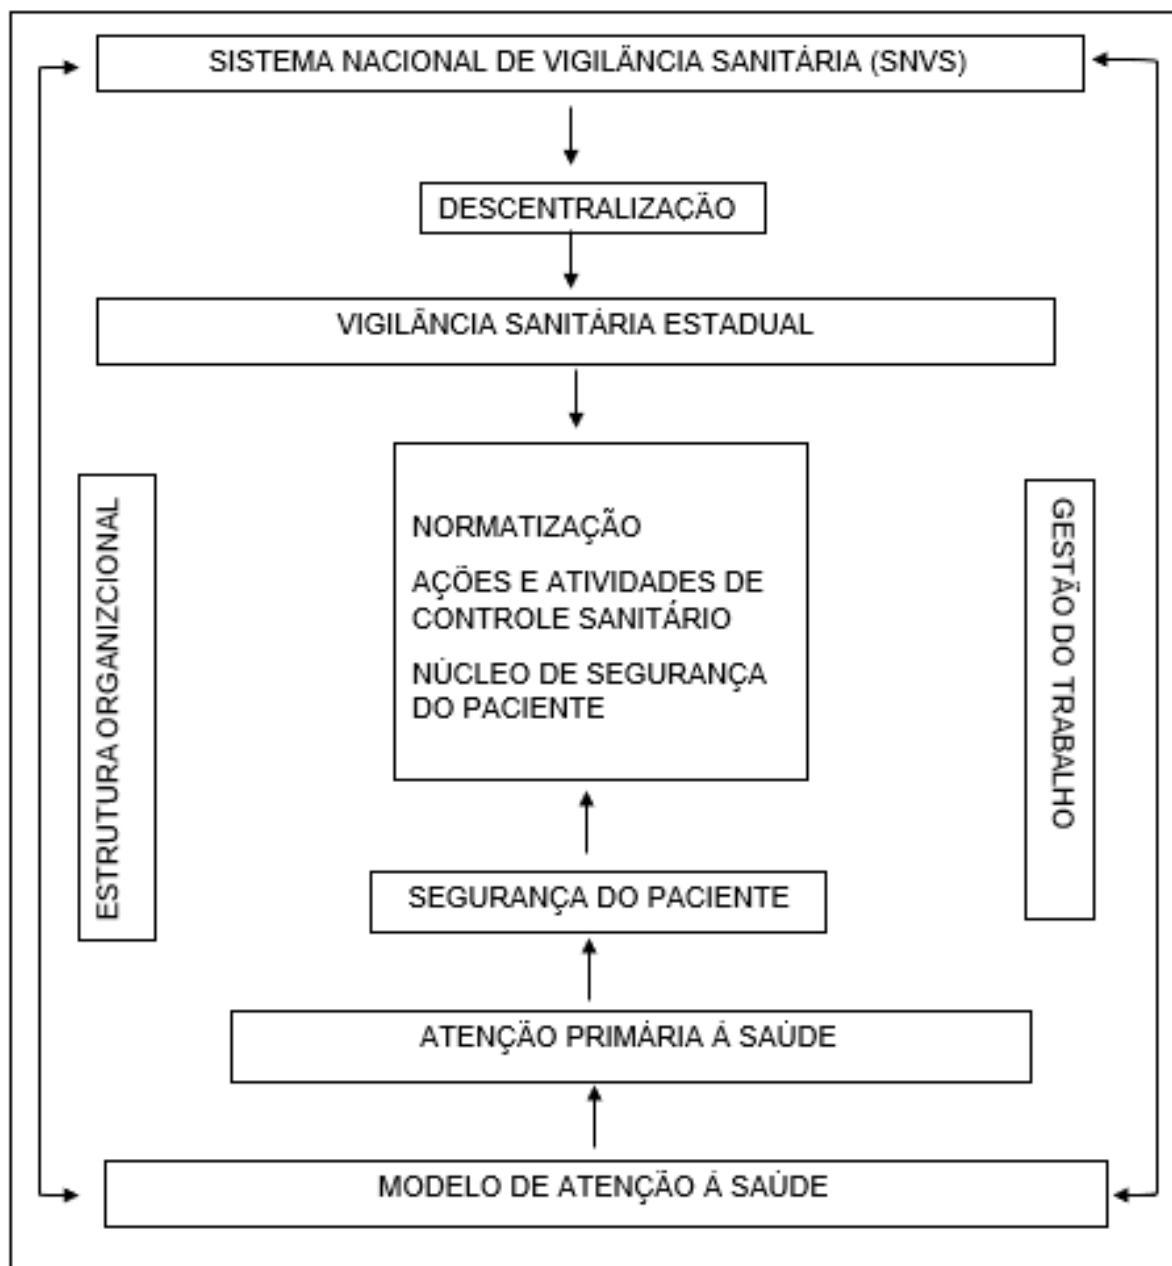 SISTEMA NACIONAL DE VIGILÂNCIA SANITÁRIA (SNVS)
DESCENTRALIZAÇÃO
VIGILÂNCIA SANITÁRIA ESTADUAL
ESTRUTURA ORGANIZCIONAL
NORMATIZAÇÃO
AÇÕES E ATIVIDADES DE
CONTROLE SANITÁRIO
NÚCLEO DE SEGURANÇA
DO PACIENTE
GESTÃO DO TRABALHO
SEGURANÇA DO PACIENTE
ATENÇÃO PRIMÁRIA Á SAÚDE
MODELO DE ATENÇÃO Á SAÚDE